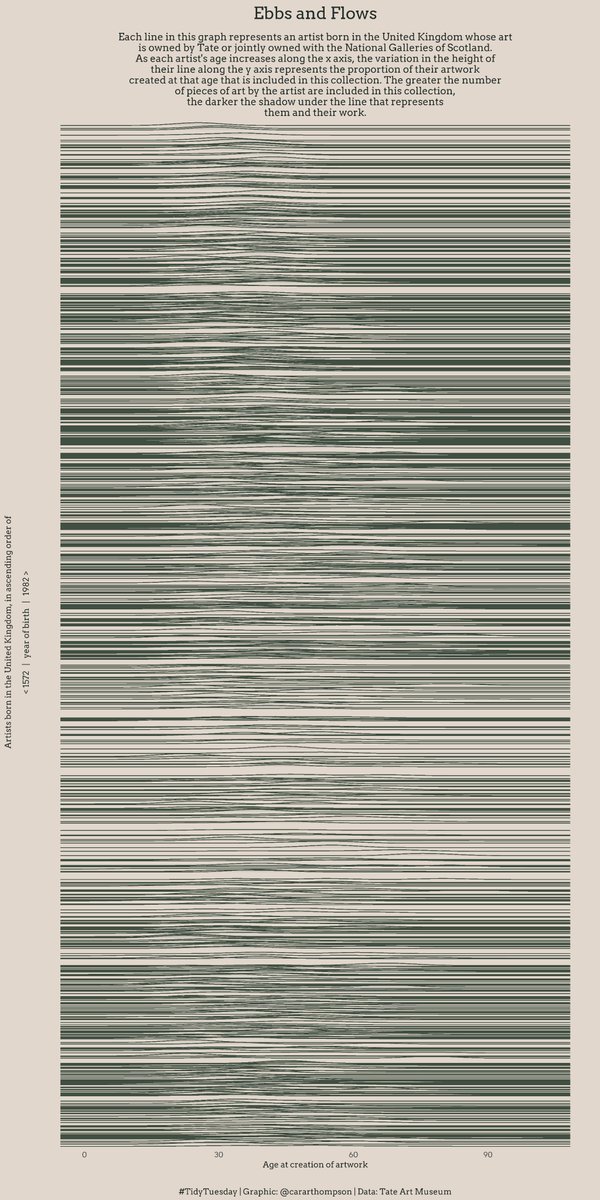 Ebbs and Flows
Each line in this graph represents an artist born in the United Kingdom whose art
is owned by Tate or jointly owned with the National Galleries of Scotland.
As each artist's age increases along the x axis, the variation in the height of
their line along the y axis represents the proportion of their artwork
created at that age that is included in this collection. The greater the number
of pieces of art by the artist are included in this collection,
the darker the shadow under the line that represents
them and their work.
Artists born in the United Kingdom, in ascending order of
< 1572 | year of birth | 1982 >
0 30 60 90
Age at creation of artwork
#TidyTuesday | Graphic: @cararthompson | Data: Tate Art Museum